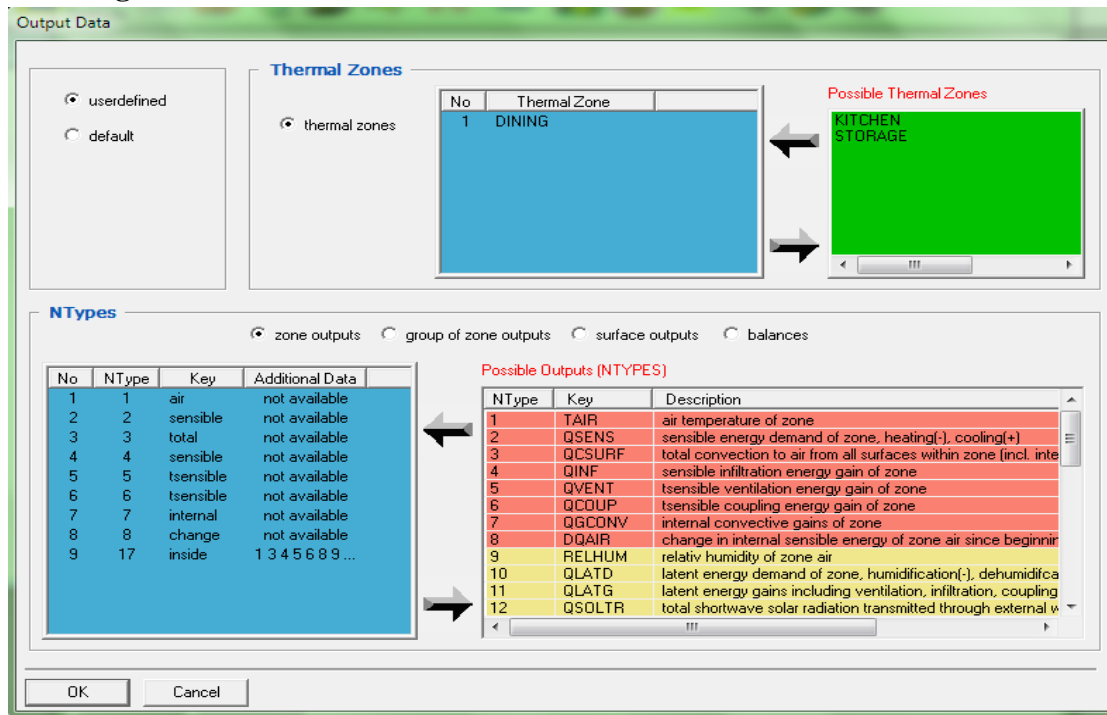 Output Data
Thermal Zones
userdefined
default
thermal zones
No Thermal Zone
1 DINING
Possible Thermal Zones
KITCHEN
STORAGE
NTypes
zone outputs group of zone outputs surface outputs balances
No NType Key Additional Data
1 1 air not available
2 2 sensible not available
3 3 total not available
4 4 sensible not available
5 5 tsensible not available
6 6 tsensible not available
7 7 internal not available
8 8 change not available
9 17 inside 1 3 4 5 6 8 9 ...
Possible Outputs (NTYPES)
NType Key Description
1 TAIR air temperature of zone
2 QSENS sensible energy demand of zone, heating(-), cooling(+)
3 QCSURF total convection to air from all surfaces within zone (incl. inte
4 QINF sensible infiltration energy gain of zone
5 QVENT tsensible ventilation energy gain of zone
6 QCOUP tsensible coupling energy gain of zone
7 QGCONV internal convective gains of zone
8 DQAIR change in internal sensible energy of zone air since beginnin
9 RELHUM relativ humidity of zone air
10 QLATD latent energy demand of zone, humidification(-), dehumidifca
11 QLATG latent energy gains including ventilation, infiltration, coupling
12 QSOLTR total shortwave solar radiation transmitted through external w
OK Cancel